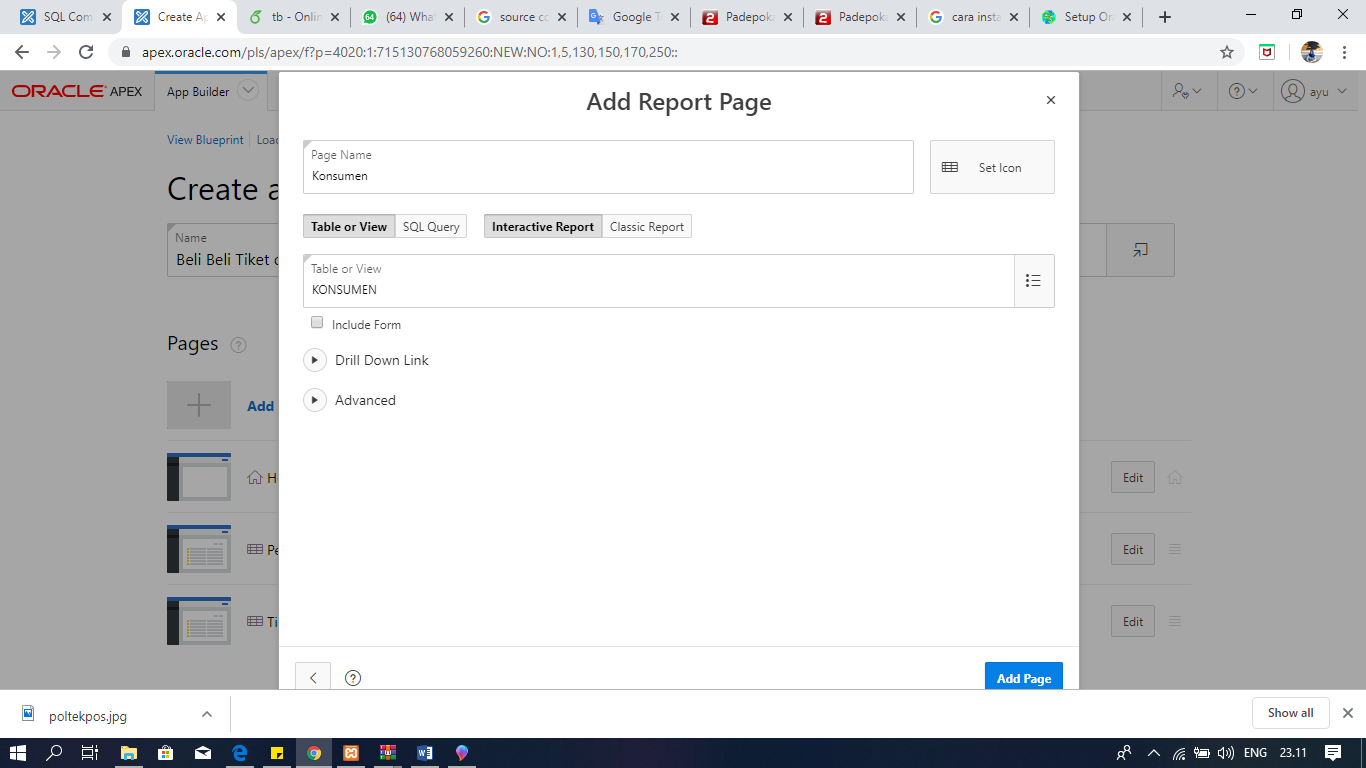 SQL Com
Create Ap
tb - Onlin
(64) What
source co
Google T
Padepoka
Padepoka
cara insta
Setup Or
apex.oracle.com/pls/apex/f?p=4020:1:715130768059260:NEW:NO:1,5,130,150,170,250::
ORACLE APEX
App Builder
ayu
View Blueprint
Loa
Create a
Name
Beli Beli Tiket
Pages
Add
H
Edit
Pe
Edit
Ti
Edit
Add Report Page
Page Name
Konsumen
Set Icon
Table or View
SQL Query
Interactive Report
Classic Report
Table or View
KONSUMEN
Include Form
Drill Down Link
Advanced
Add Page
poltekpos.jpg
Show all
ENG
23.11